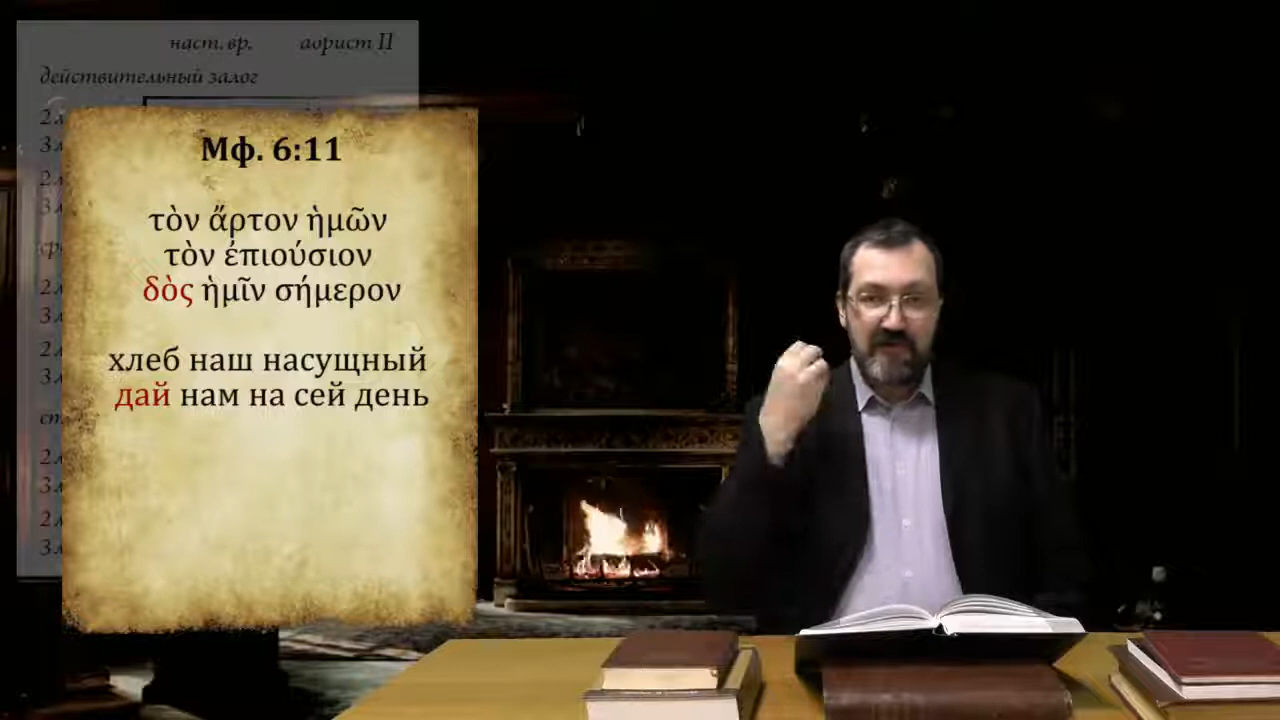 наст. вр. аорист II
действительный залог
Мф. 6:11
τὸν ἄρτον ἡμῶν
τὸν ἐπιούσιον
δὸς ἡμῖν σήμερον
хлеб наш насущный
дай нам на сей день